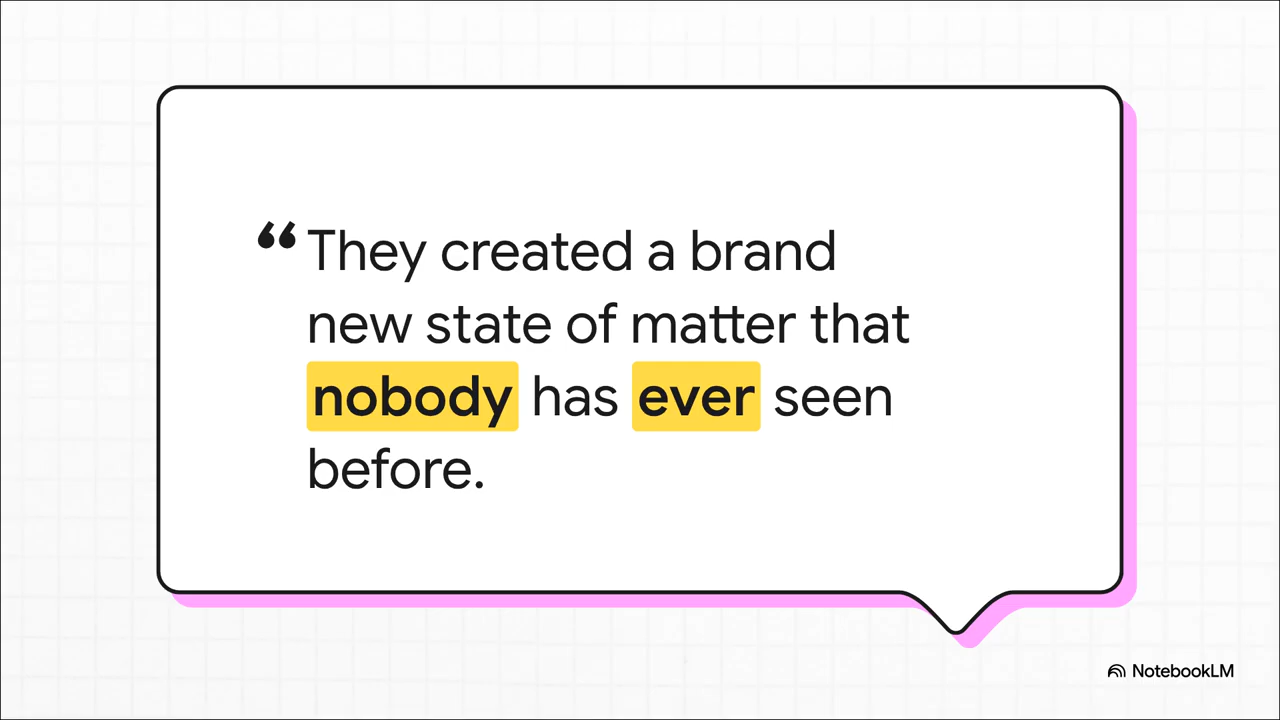 “They created a brand
new state of matter that
nobody has ever seen
before.
NotebookLM